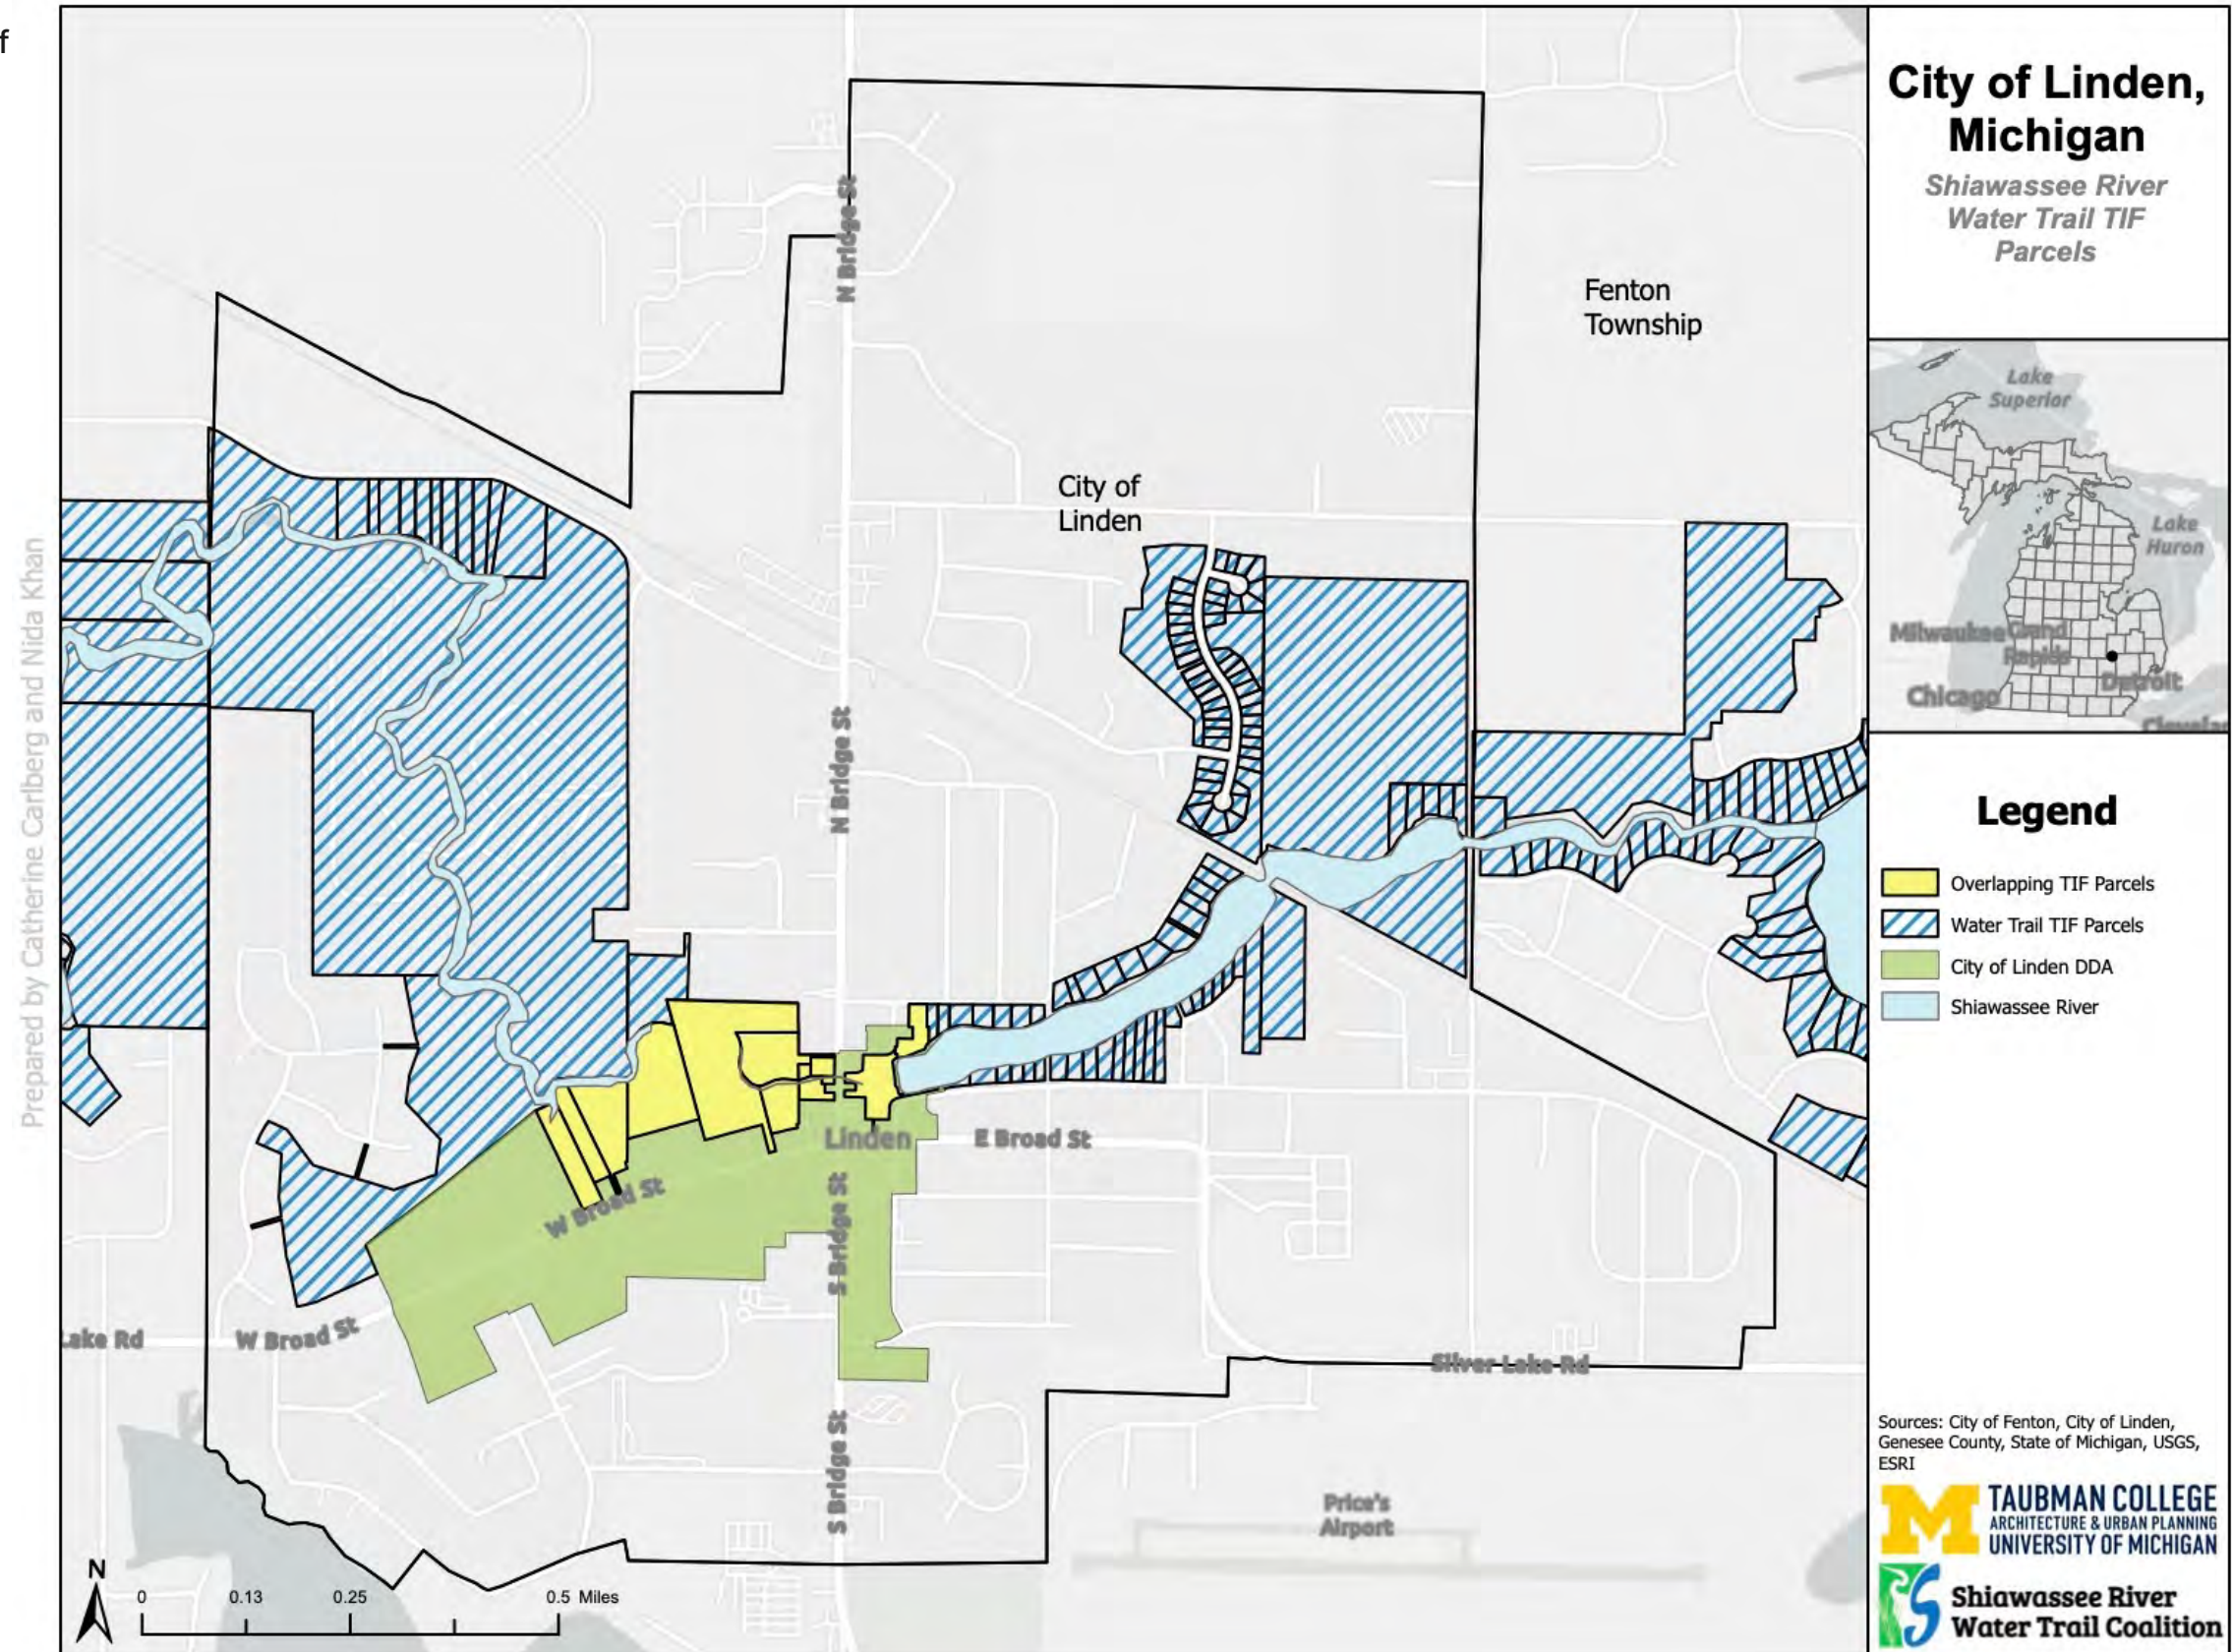 f
Prepared by Catherine Carlberg and Nida Khan
City of Linden,
Michigan
Shiawassee River
Water Trail TIF
Parcels
N Bridge St
Fenton
Township
City of
Linden
N Bridge St
Linden
E Broad St
W Broad St
S Bridge St
W Broad St
Lake Rd
Silver Lake Rd
S Bridge St
Price's
Airport
N
0
0.13
0.25
0.5 Miles
Lake
Superior
Lake
Huron
Milwaukee
Grand
Rapids
Detroit
Chicago
Clevela
Legend
Overlapping TIF Parcels
Water Trail TIF Parcels
City of Linden DDA
Shiawassee River
Sources: City of Fenton, City of Linden,
Genesee County, State of Michigan, USGS,
ESRI
M
TAUBMAN COLLEGE
ARCHITECTURE & URBAN PLANNING
UNIVERSITY OF MICHIGAN
Shiawassee River
Water Trail Coalition